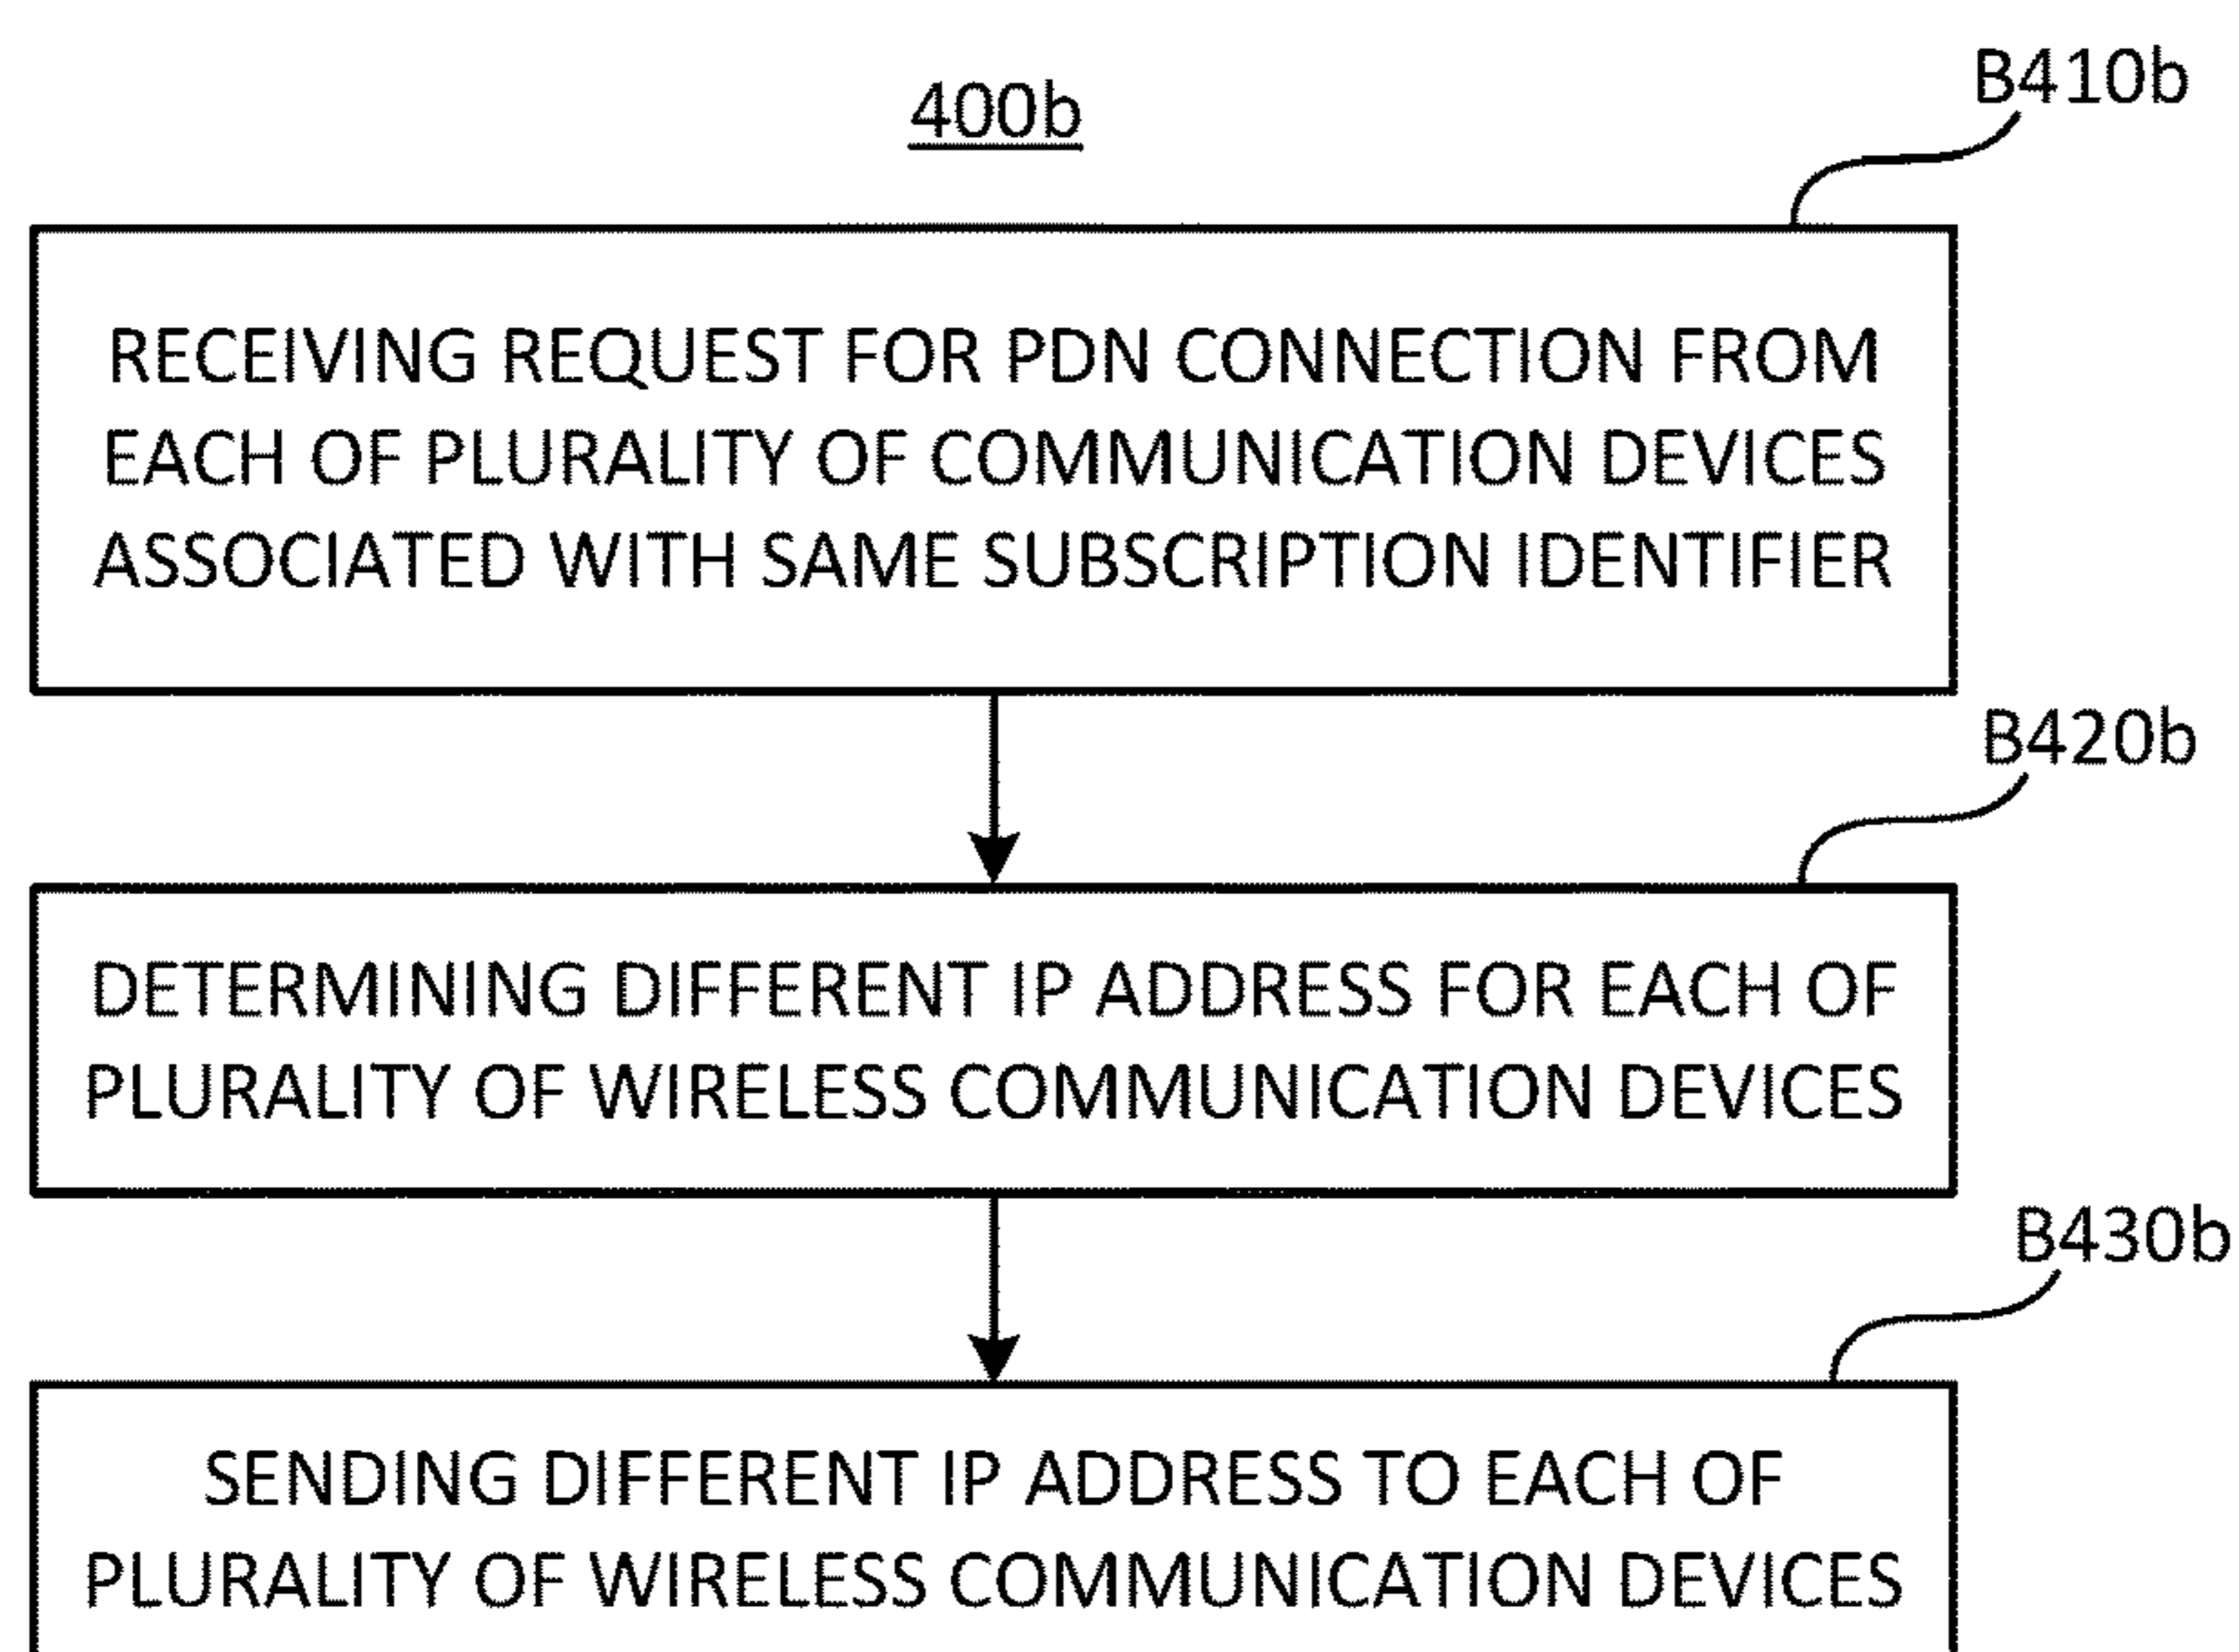 400b
B410b
RECEIVING REQUEST FOR PDN CONNECTION FROM
EACH OF PLURALITY OF COMMUNICATION DEVICES
ASSOCIATED WITH SAME SUBSCRIPTION IDENTIFIER
B420b
DETERMINING DIFFERENT IP ADDRESS FOR EACH OF
PLURALITY OF WIRELESS COMMUNICATION DEVICES
B430b
SENDING DIFFERENT IP ADDRESS TO EACH OF
PLURALITY OF WIRELESS COMMUNICATION DEVICES